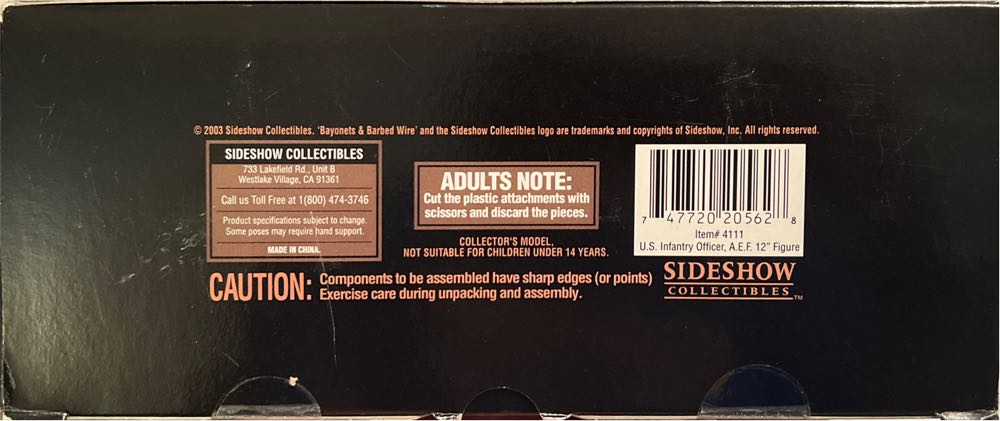 © 2003 Sideshow Collectibles. 'Bayonets & Barbed Wire' and the Sideshow Collectibles logo are trademarks and copyrights of Sideshow, Inc. All rights reserved.
SIDESHOW COLLECTIBLES
733 Lakefield Rd., Unit B
Westlake Village, CA 91361
Call us Toll Free at 1(800) 474-3746
Product specifications subject to change.
Some poses may require hand support.
MADE IN CHINA.
ADULTS NOTE:
Cut the plastic attachments with
scissors and discard the pieces.
COLLECTOR'S MODEL.
NOT SUITABLE FOR CHILDREN UNDER 14 YEARS.
7 47720 20562 8
Item# 4111
U.S. Infantry Officer, A.E.F. 12" Figure
CAUTION: Components to be assembled have sharp edges (or points)
Exercise care during unpacking and assembly.
SIDESHOW
COLLECTIBLES TM